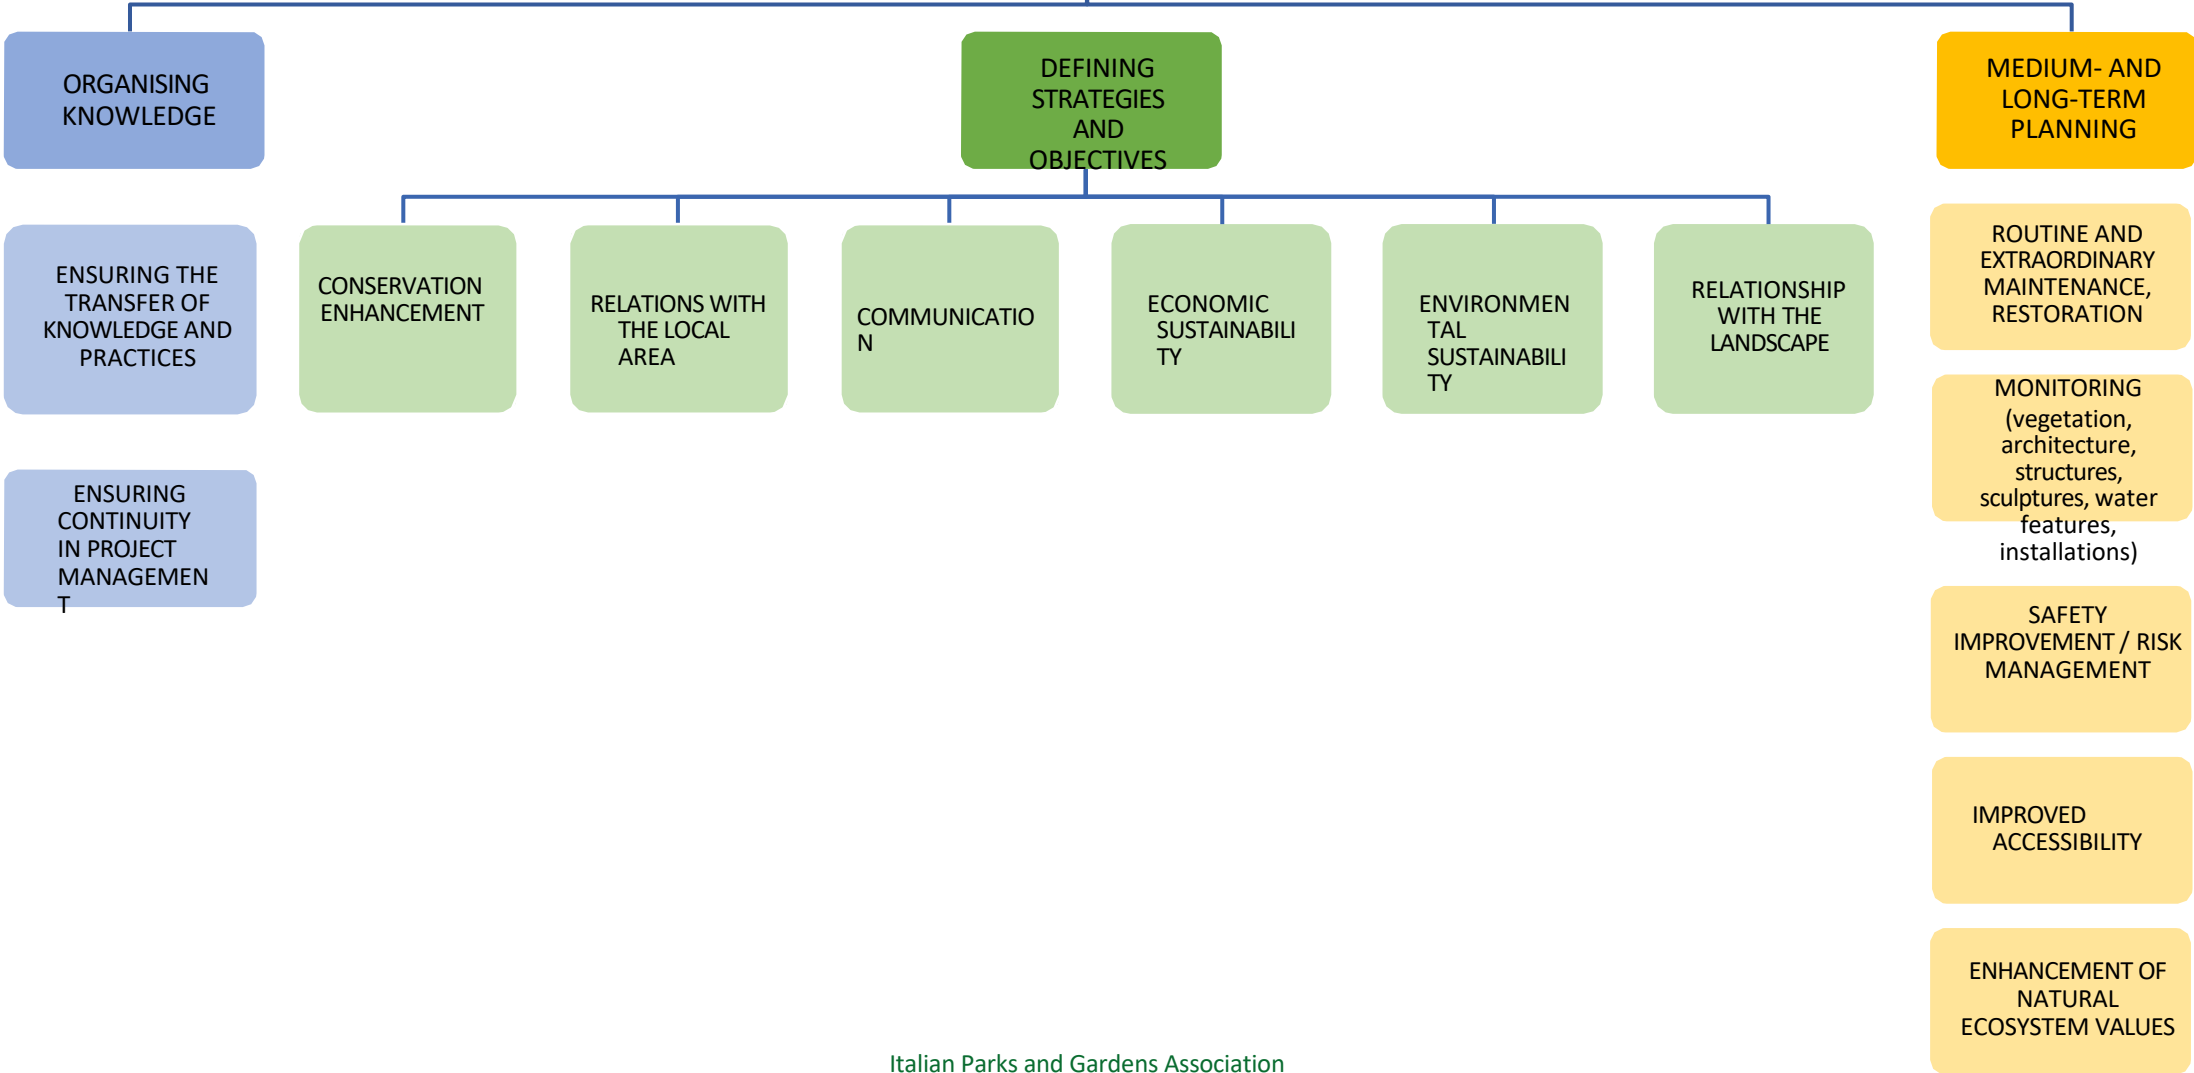 ORGANISING
KNOWLEDGE
DEFINING
STRATEGIES
AND
OBJECTIVES
MEDIUM- AND
LONG-TERM
PLANNING
ENSURING THE
TRANSFER OF
KNOWLEDGE AND
PRACTICES
ENSURING
CONTINUITY
IN PROJECT
MANAGEMEN
T
CONSERVATION
ENHANCEMENT
RELATIONS WITH
THE LOCAL
AREA
COMMUNICATIO
N
ECONOMIC
SUSTAINABILI
TY
ENVIRONMEN
TAL
SUSTAINABILI
TY
RELATIONSHIP
WITH THE
LANDSCAPE
ROUTINE AND
EXTRAORDINARY
MAINTENANCE,
RESTORATION
MONITORING
(vegetation,
architecture,
structures,
sculptures, water
features,
installations)
SAFETY
IMPROVEMENT / RISK
MANAGEMENT
IMPROVED
ACCESSIBILITY
ENHANCEMENT OF
NATURAL
ECOSYSTEM VALUES
Italian Parks and Gardens Association